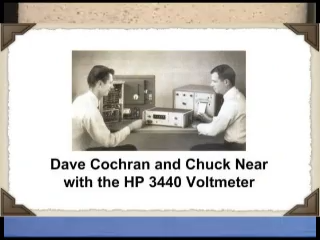 Dave Cochran and Chuck Near
with the HP 3440 Voltmeter